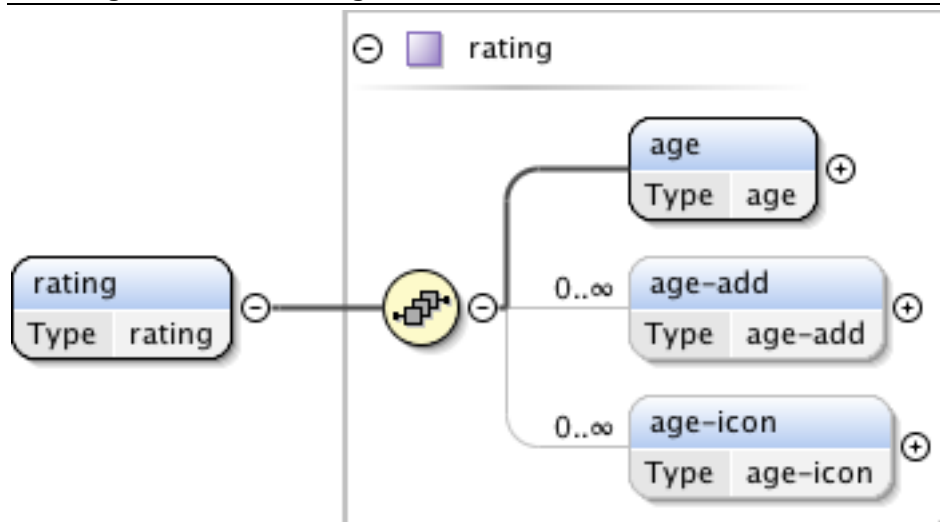 rating
age
Type age
rating
Type rating
0..∞
age-add
Type age-add
0..∞
age-icon
Type age-icon